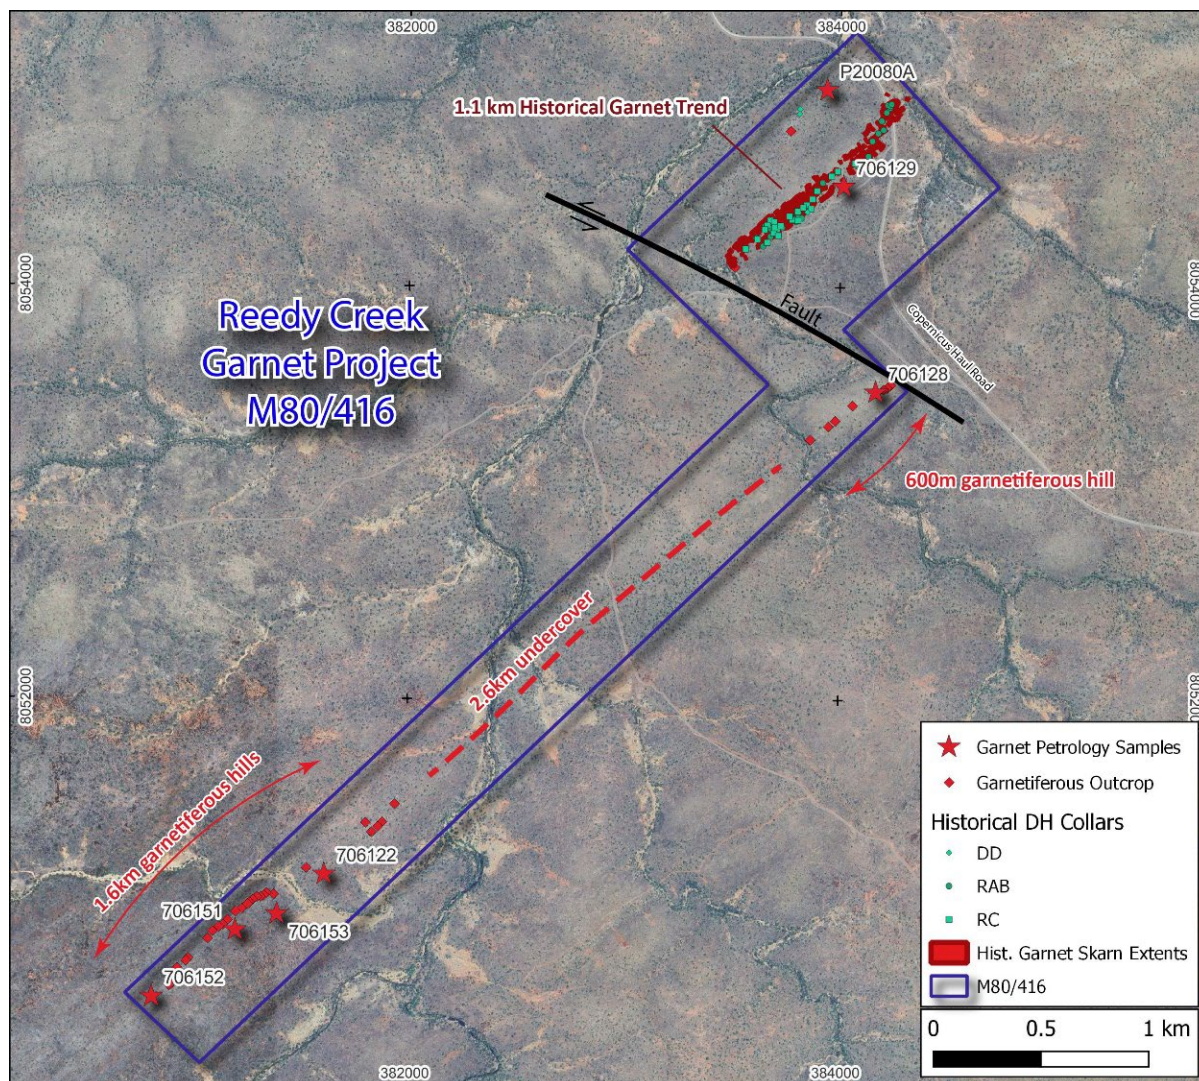 382000
384000
P20080A
1.1 km Historical Garnet Trend
706129
8054000
8054000
Fault
Reedy Creek
Garnet Project
M80/416
Copernicus Haul Road
706128
600m garnetiferous hill
2.6km undercover
8052000
8052000
1.6km garnetiferous hills
706122
706151
706153
706152
Garnet Petrology Samples
Garnetiferous Outcrop
Historical DH Collars
DD
RAB
RC
Hist. Garnet Skarn Extents
M80/416
0 0.5 1 km
382000
384000